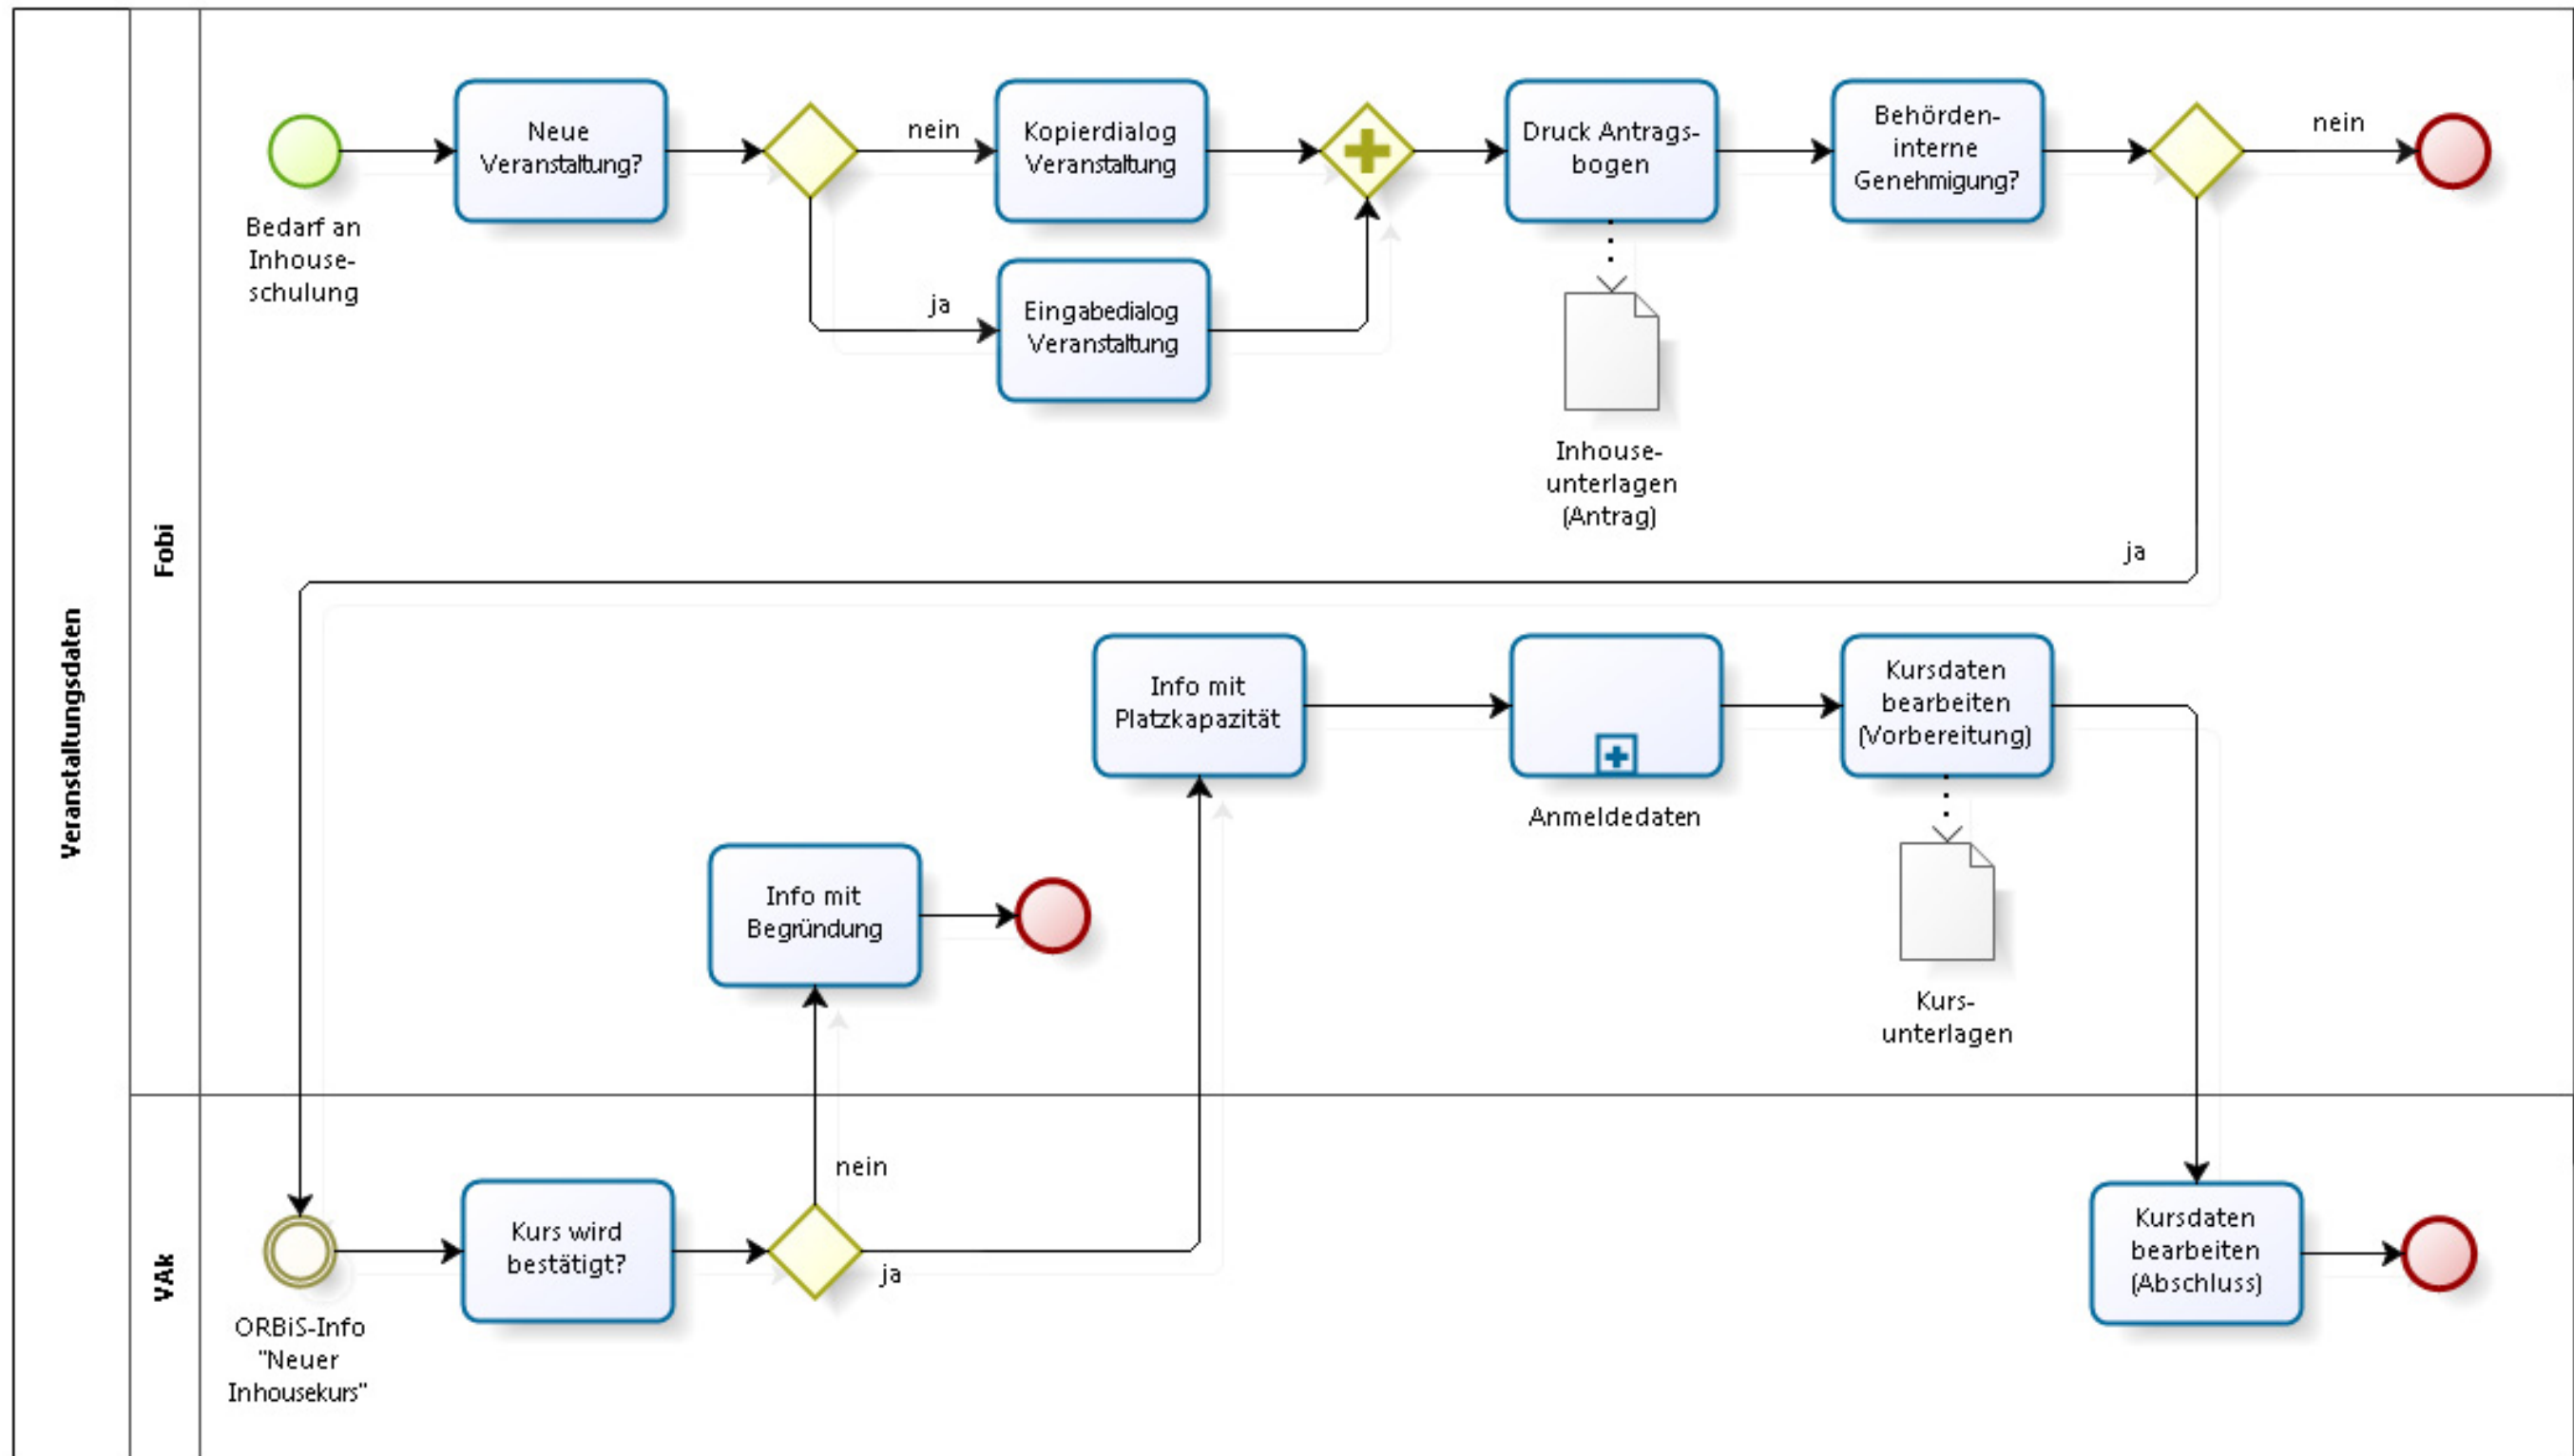 Veranstaltungsdaten
Fobi
Bedarf an
Inhouse-
schulung
Neue
Veranstaltung?
nein
ja
Kopierdialog
Veranstaltung
Eingabedialog
Veranstaltung
Druck Antrags-
bogen
Inhouse-
unterlagen
(Antrag)
Behörden-
interne
Genehmigung?
nein
ja
Info mit
Platzkapazität
Anmeldedaten
Kursdaten
bearbeiten
(Vorbereitung)
Kurs-
unterlagen
Info mit
Begründung
VAk
ORBiS-Info
"Neuer
Inhousekurs"
Kurs wird
bestätigt?
nein
ja
Kursdaten
bearbeiten
(Abschluss)